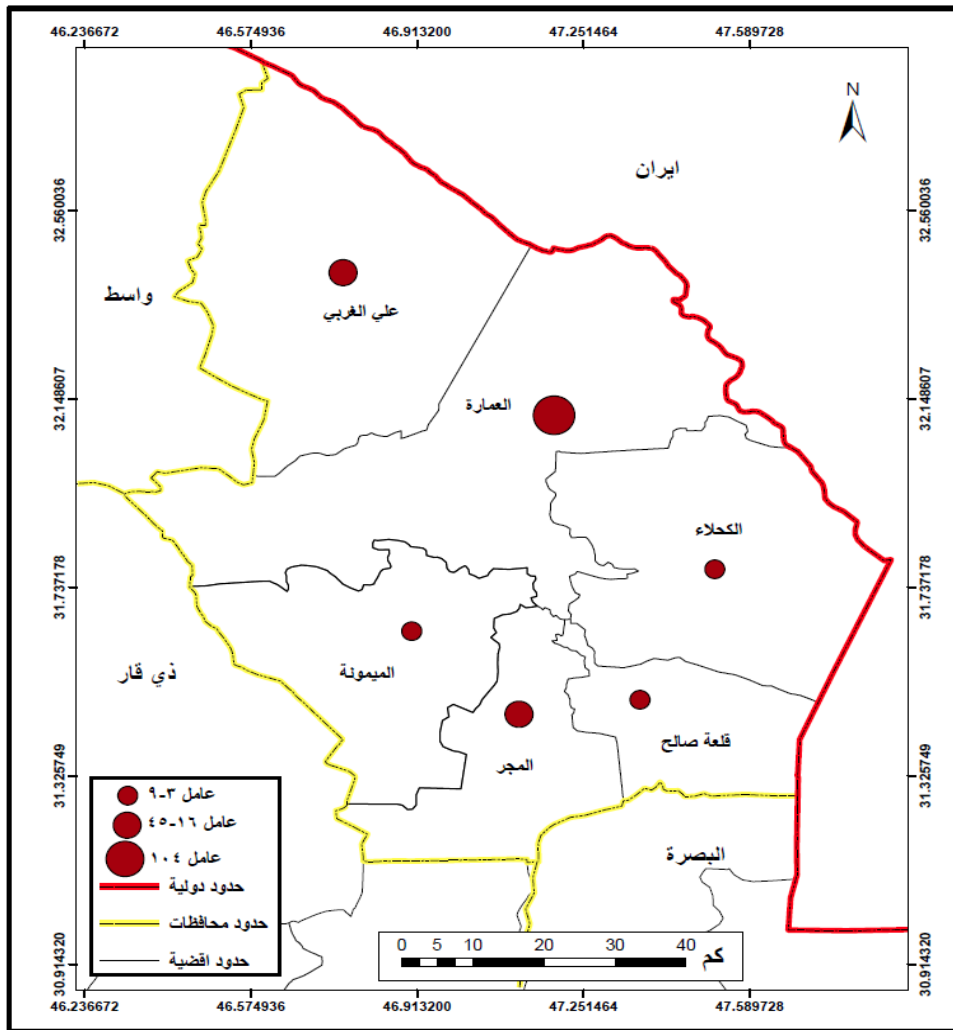 46.236672 46.574936 46.913200 47.251464 47.589728
N
ايران
32.560036 32.560036
واسط
علي الغربي
32.148607 32.148607
العمارة
الكحلاء
31.737178 31.737178
الميمونة
ذي قار
قلعة صالح
المجر
31.325749 31.325749
عامل ٣-٩
عامل ١٦-٤٥
عامل ١٠٤
حدود دولية
حدود محافظات
حدود اقضية
البصرة
0 5 10 20 30 40
كم
30.914320 30.914320
46.236672 46.574936 46.913200 47.251464 47.589728